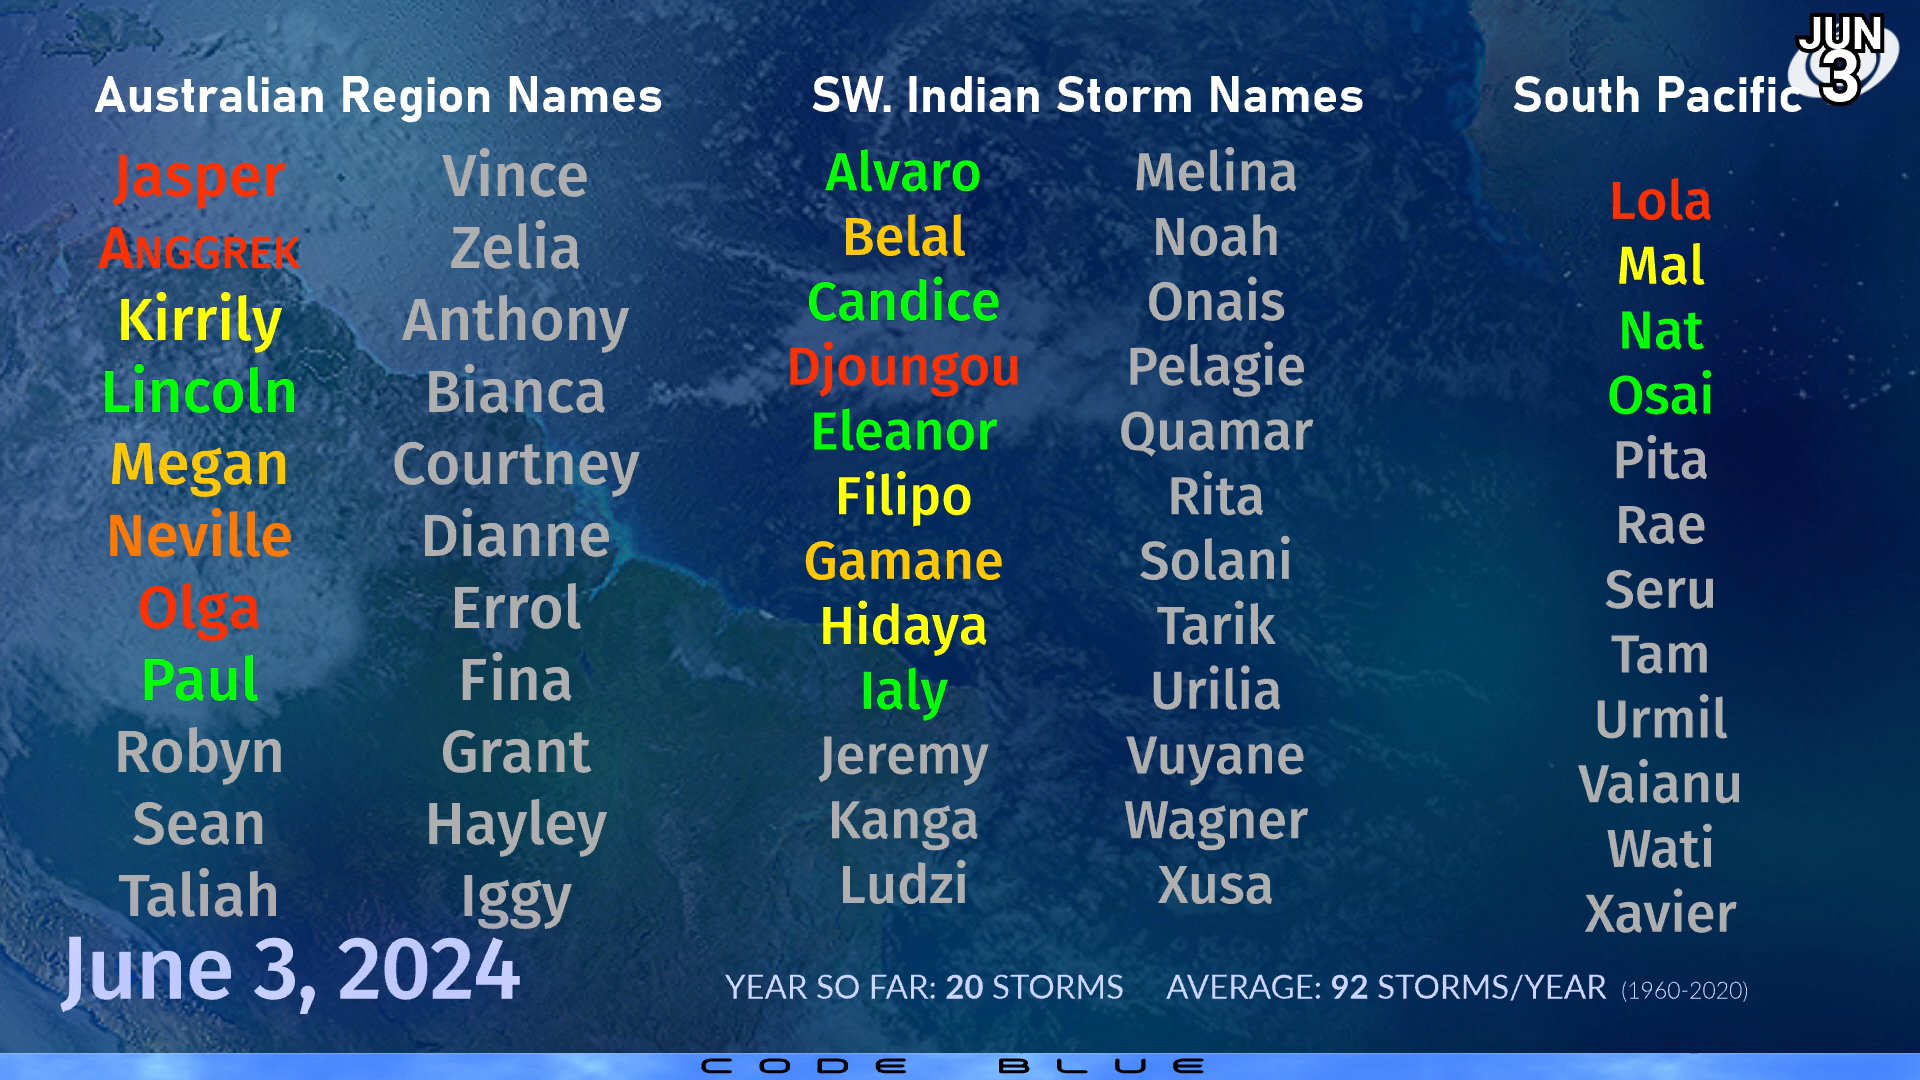 JUN
3
Australian Region Names
Jasper
ANGGREK
Kirrily
Lincoln
Megan
Neville
Olga
Paul
Robyn
Sean
Taliah
Vince
Zelia
Anthony
Bianca
Courtney
Dianne
Errol
Fina
Grant
Hayley
Iggy
SW. Indian Storm Names
Alvaro
Belal
Candice
Djoungou
Eleanor
Filipo
Gamane
Hidaya
Ialy
Jeremy
Kanga
Ludzi
Melina
Noah
Onais
Pelagie
Quamar
Rita
Solani
Tarik
Urilia
Vuyane
Wagner
Xusa
South Pacific
Lola
Mal
Nat
Osai
Pita
Rae
Seru
Tam
Urmil
Vaianu
Wati
Xavier
June 3, 2024
YEAR SO FAR: 20 STORMS AVERAGE: 92 STORMS/YEAR (1960-2020)
CODE BLUE